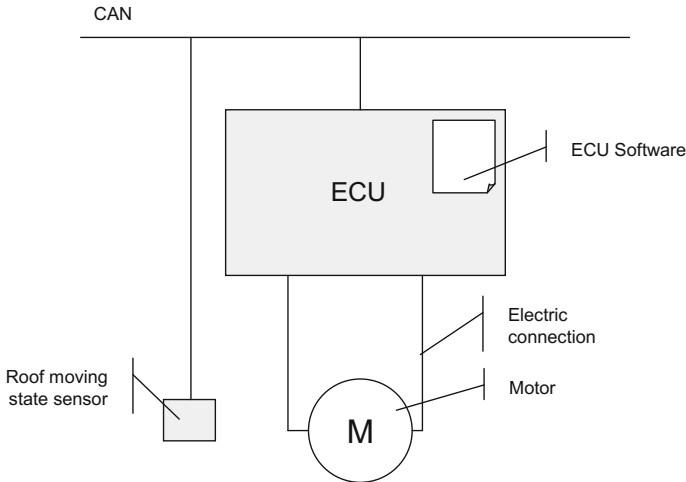 CAN
ECU Software
ECU
Electric
connection
Roof moving
state sensor
Motor
M